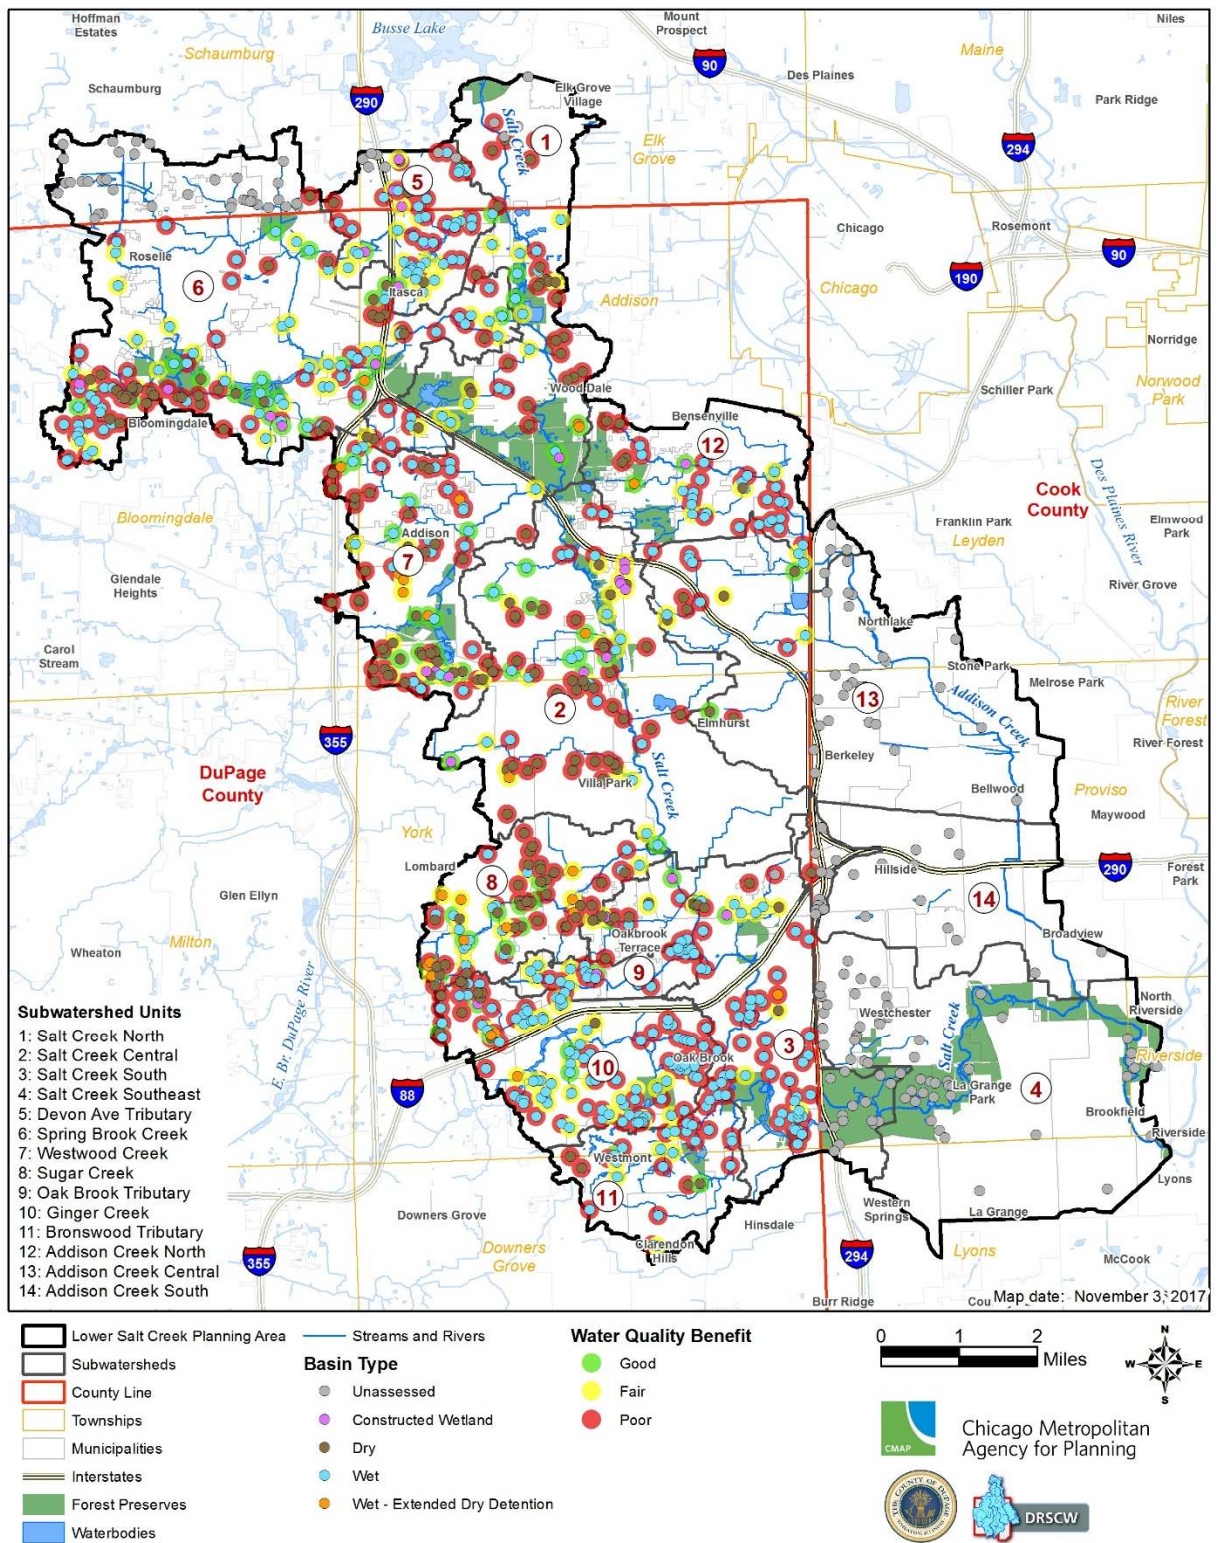 Hoffman
Estates
Schaumburg
Busse Lake
Mount
Prospect
Niles
Maine
90
Des Plaines
Schaumburg
290
Elk Grove
Village
Park Ridge
Salt Creek
1
Elk
Grove
294
5
Chicago
Rosemont
90
Roselle
6
Itasca
Addison
Chicago
190
Norridge
Wood Dale
Schiller Park
Norwood
Park
Bloomingdale
Bensenville
12
Des Plaines River
Cook
County
Bloomingdale
Addison
7
Franklin Park
Leyden
Elmwood
Park
Glendale
Heights
River Grove
Northlake
Carol
Stream
Stone Park
Melrose Park
13
Addison Creek
River
Forest
2
Elmhurst
355
River Forest
Salt Creek
Berkeley
DuPage
County
Villa Park
Bellwood
Proviso
Maywood
York
Lombard
8
Hillside
290
Forest
Park
Glen Ellyn
14
Milton
Wheaton
Oakbrook
Terrace
9
Broadview
E. Br. DuPage River
North
Riverside
Westchester
Salt Creek
Riverside
3
Oak Brook
10
88
La Grange
Park
4
Brookfield
Riverside
Westmont
11
Lyons
Western
Springs
La Grange
Downers Grove
Hinsdale
Downers
Grove
Clarendon
Hills
355
294
Lyons
McCook
Burr Ridge
Map date: November 3, 2017
Subwatershed Units
1: Salt Creek North
2: Salt Creek Central
3: Salt Creek South
4: Salt Creek Southeast
5: Devon Ave Tributary
6: Spring Brook Creek
7: Westwood Creek
8: Sugar Creek
9: Oak Brook Tributary
10: Ginger Creek
11: Bronswood Tributary
12: Addison Creek North
13: Addison Creek Central
14: Addison Creek South
Lower Salt Creek Planning Area
Subwatersheds
County Line
Townships
Municipalities
Interstates
Forest Preserves
Waterbodies
Streams and Rivers
Basin Type
Unassessed
Constructed Wetland
Dry
Wet
Wet - Extended Dry Detention
Water Quality Benefit
Good
Fair
Poor
0 1 2
Miles
N
W E
S
CMAP
Chicago Metropolitan
Agency for Planning
THE COUNTY OF DUPAGE
DRSCW